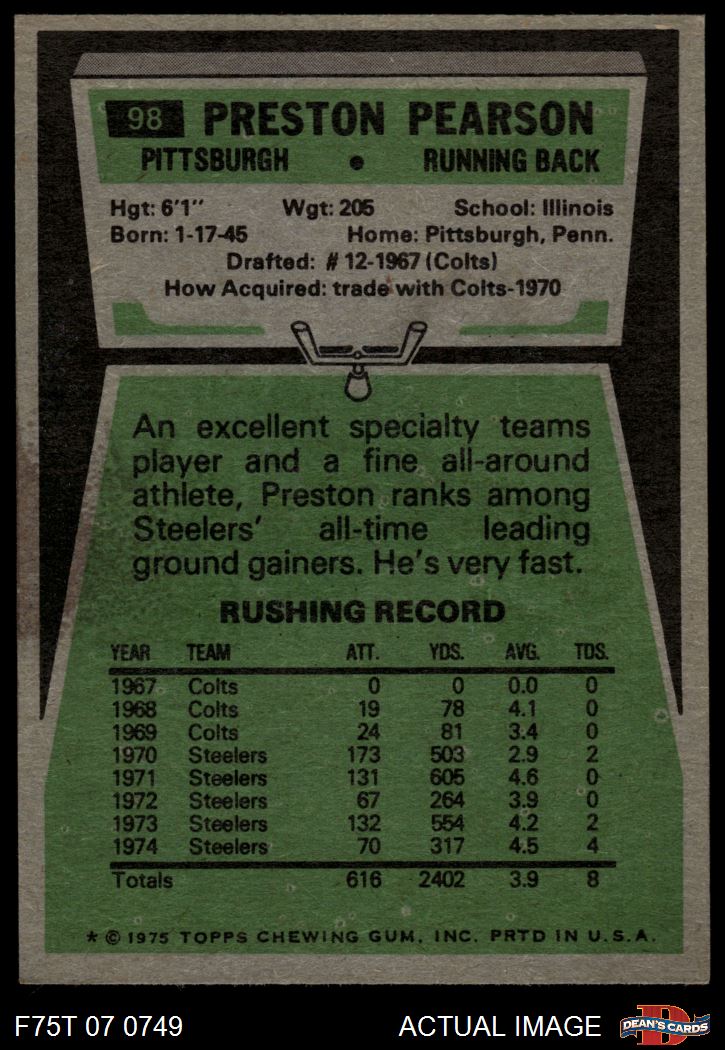 98 PRESTON PEARSON
PITTSBURGH • RUNNING BACK
Hgt: 6'1" Wgt: 205 School: Illinois
Born: 1-17-45 Home: Pittsburgh, Penn.
Drafted: #12-1967 (Colts)
How Acquired: trade with Colts-1970
An excellent specialty teams
player and a fine all-around
athlete, Preston ranks among
Steelers' all-time leading
ground gainers. He's very fast.
RUSHING RECORD
YEAR TEAM ATT. YDS. AVG. TDS.
1967 Colts 0 0 0.0 0
1968 Colts 19 78 4.1 0
1969 Colts 24 81 3.4 0
1970 Steelers 173 503 2.9 2
1971 Steelers 131 605 4.6 0
1972 Steelers 67 264 3.9 0
1973 Steelers 132 554 4.2 2
1974 Steelers 70 317 4.5 4
Totals 616 2402 3.9 8
* © 1975 TOPPS CHEWING GUM, INC. PRTD IN U.S.A.
F75T 07 0749 ACTUAL IMAGE D DEAN'S CARDS